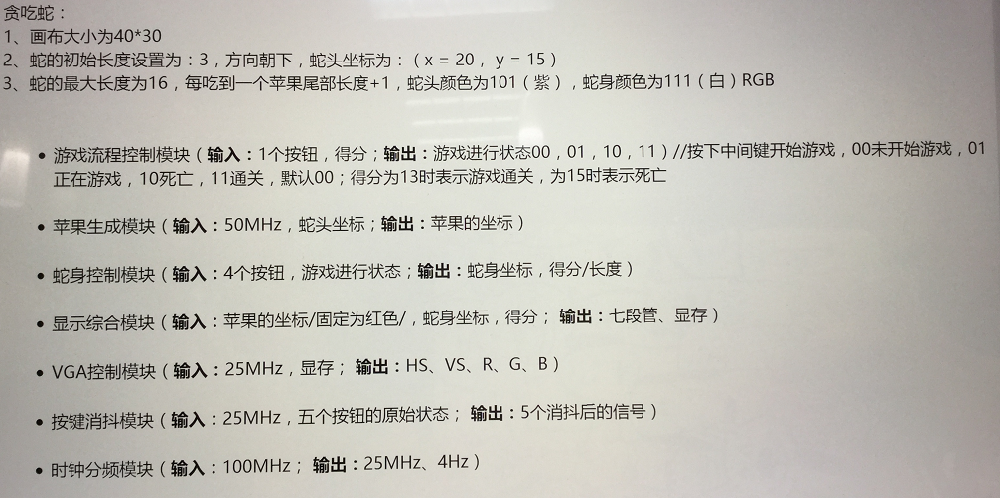 贪吃蛇：
1、画布大小为40*30
2、蛇的初始长度设置为：3，方向朝下，蛇头坐标为：（x = 20， y = 15）
3、蛇的最大长度为16，每吃到一个苹果尾部长度+1，蛇头颜色为101（紫），蛇身颜色为111（白）RGB
• 游戏流程控制模块（输入：1个按钮，得分；输出：游戏进行状态00，01，10，11）//按下中间键开始游戏，00未开始游戏，01
正在游戏，10死亡，11通关，默认00；得分为13时表示游戏通关，为15时表示死亡
• 苹果生成模块（输入：50MHz，蛇头坐标；输出：苹果的坐标）
• 蛇身控制模块（输入：4个按钮，游戏进行状态；输出：蛇身坐标，得分/长度）
• 显示综合模块（输入：苹果的坐标/固定为红色/，蛇身坐标，得分； 输出：七段管、显存）
• VGA控制模块（输入：25MHz，显存； 输出：HS、VS、R、G、B）
• 按键消抖模块（输入：25MHz，五个按钮的原始状态； 输出：5个消抖后的信号）
• 时钟分频模块（输入：100MHz； 输出：25MHz、4Hz）